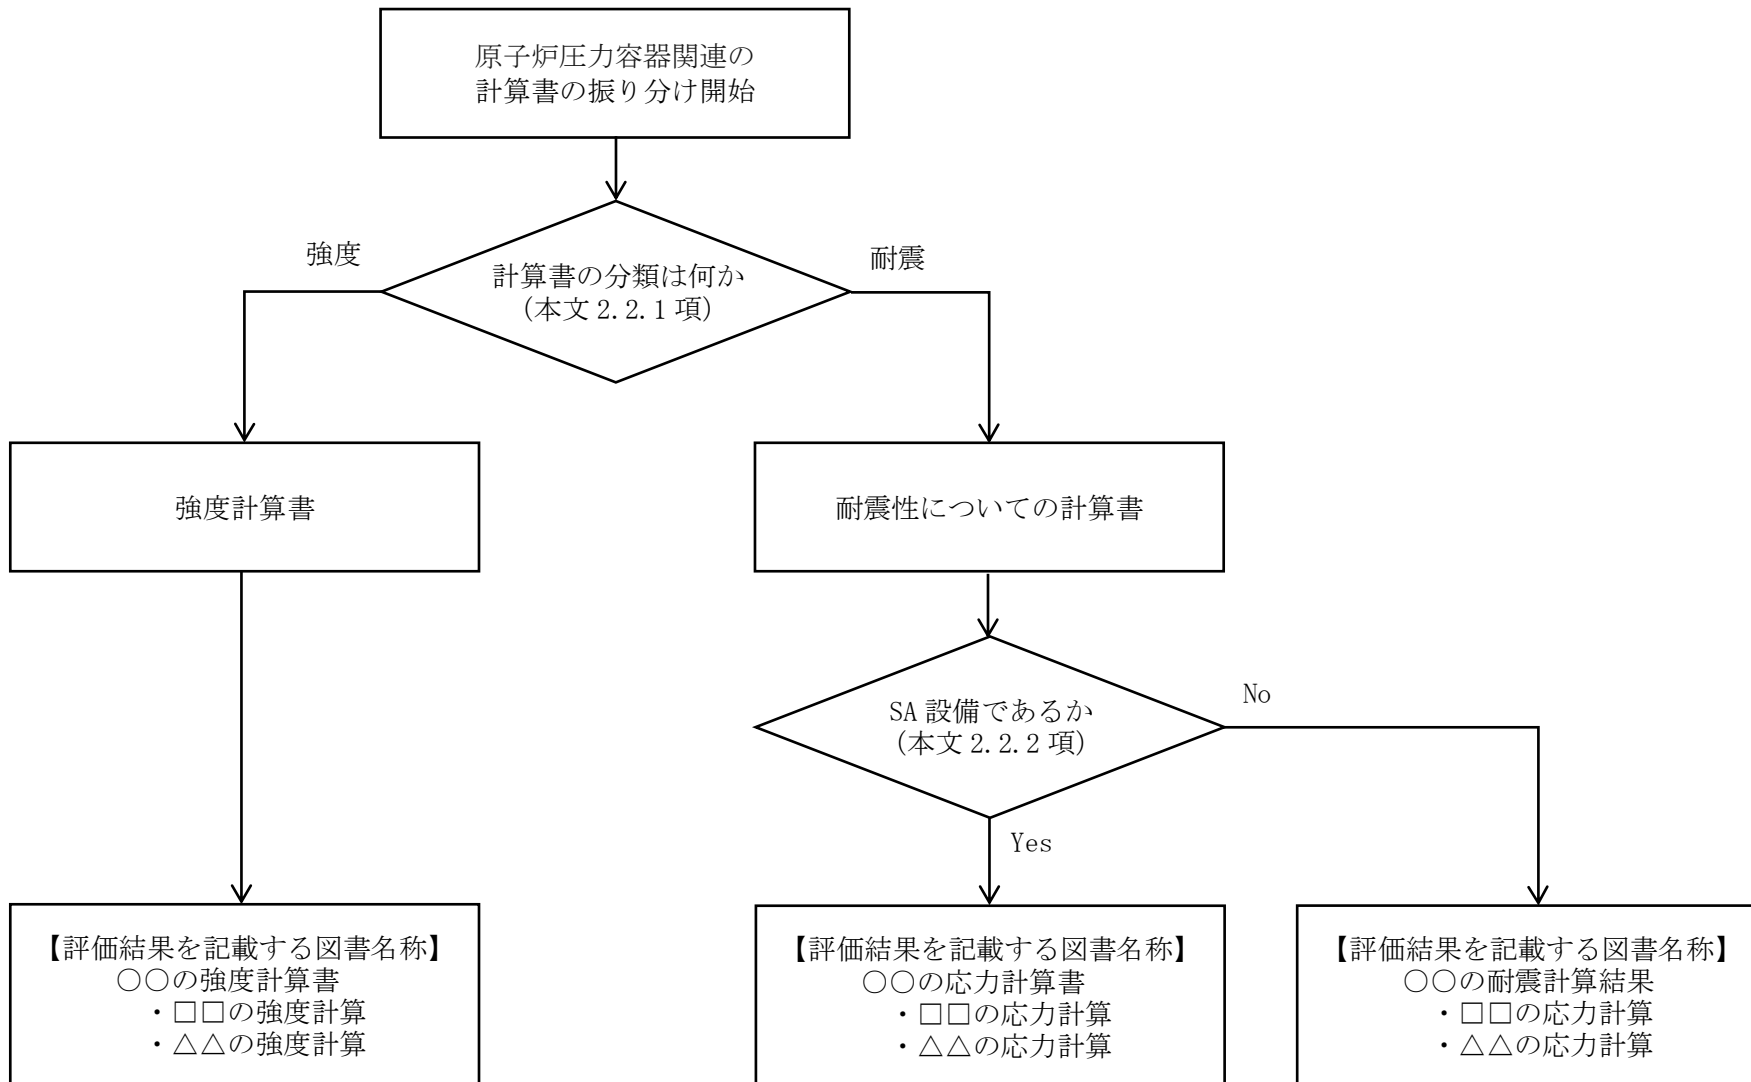 原子炉圧力容器関連の
計算書の振り分け開始
強度
耐震
計算書の分類は何か
(本文 2.2.1 項)
強度計算書
耐震性についての計算書
SA 設備であるか
(本文 2.2.2 項)
No
Yes
【評価結果を記載する図書名称】
○○の強度計算書
・□□の強度計算
・△△の強度計算
【評価結果を記載する図書名称】
○○の応力計算書
・□□の応力計算
・△△の応力計算
【評価結果を記載する図書名称】
○○の耐震計算結果
・□□の応力計算
・△△の応力計算